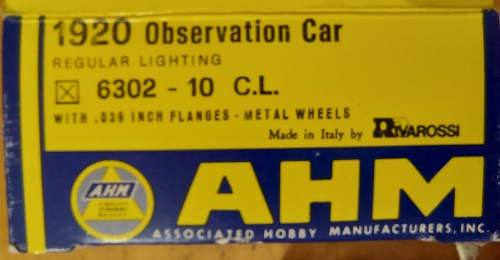 1920 Observation Car
REGULAR LIGHTING
6302 - 10 C.L.
WITH .039 INCH FLANGES - METAL WHEELS
Made in Italy by RIVAROSSI
AHM
AHM
ASSOCIATED HOBBY MANUFACTURERS, INC.